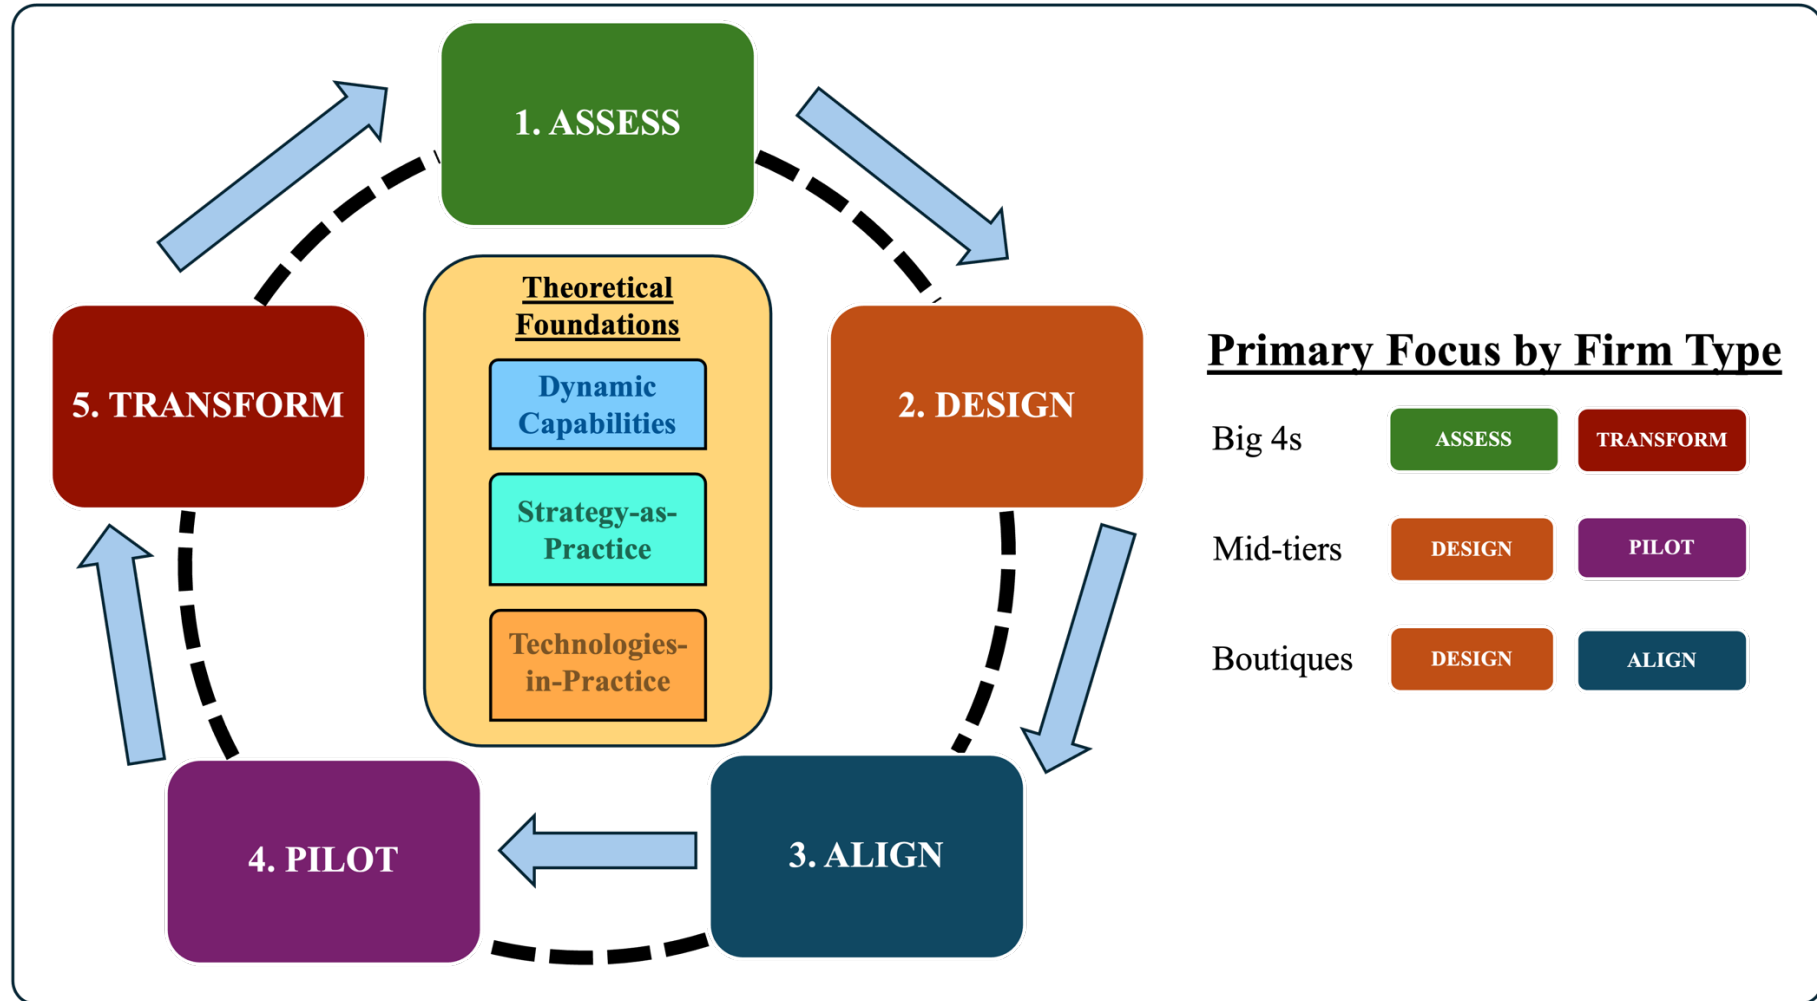 1. ASSESS
Theoretical
Foundations
Dynamic
Capabilities
Strategy-as-
Practice
Technologies-
in-Practice
5. TRANSFORM
2. DESIGN
4. PILOT
3. ALIGN
Primary Focus by Firm Type
Big 4s ASSESS TRANSFORM
Mid-tiers DESIGN PILOT
Boutiques DESIGN ALIGN